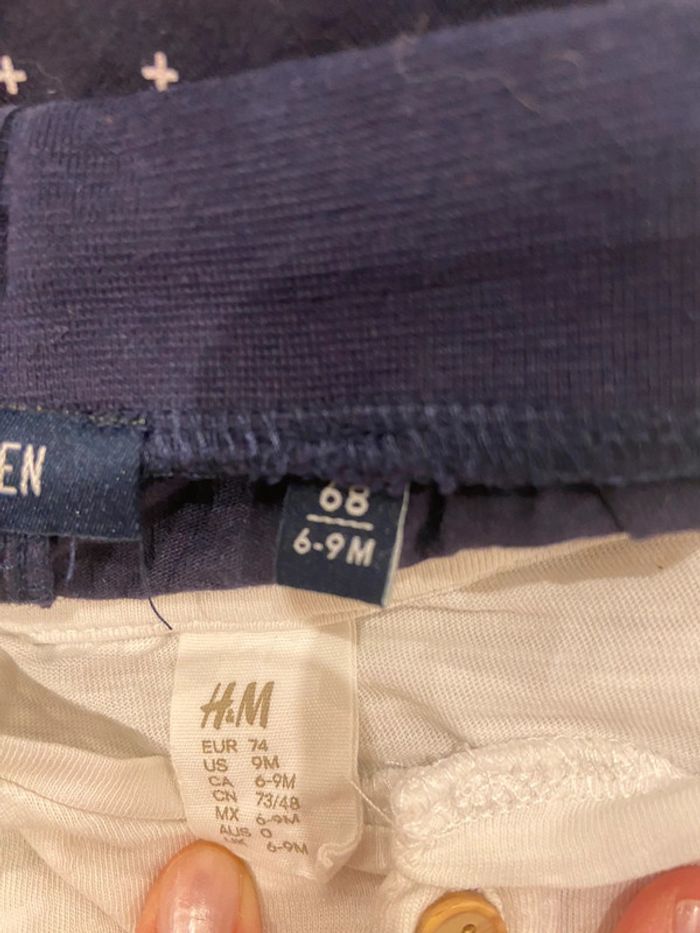 EN
68
6-9M
H&M
EUR 74
US 9M
CA 6-9M
CN 73/48
MX 6-9M
AUS 0
UK 6-9M